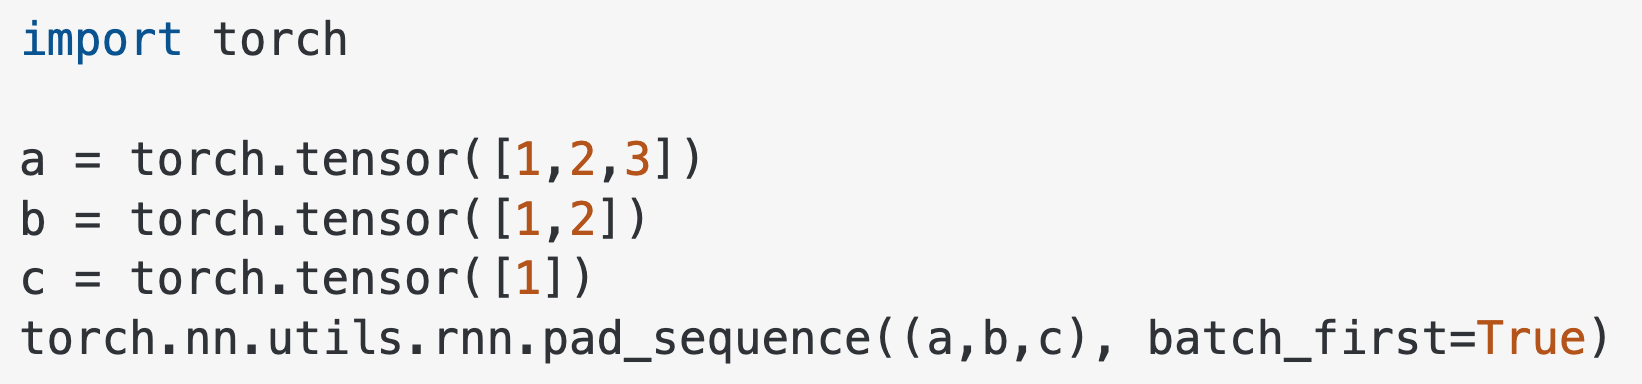 import torch

a = torch.tensor([1,2,3])
b = torch.tensor([1,2])
c = torch.tensor([1])
torch.nn.utils.rnn.pad_sequence((a,b,c), batch_first=True)